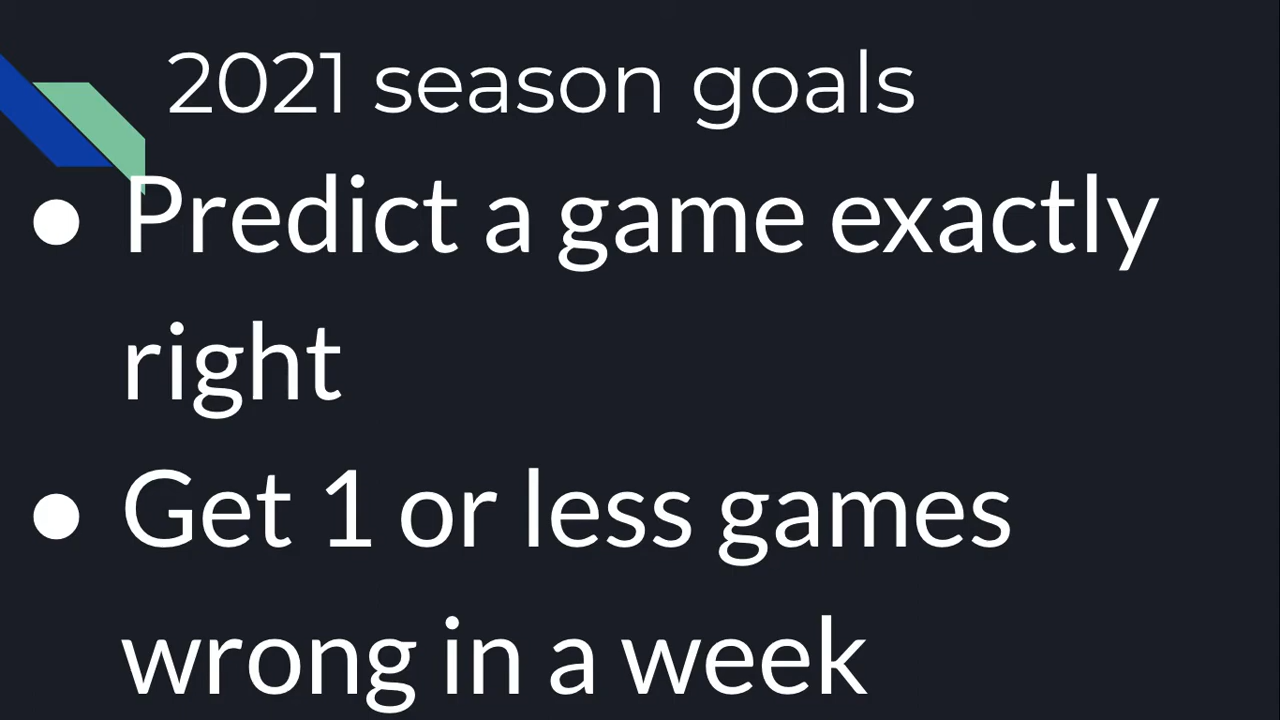 2021 season goals
● Predict a game exactly
right
● Get 1 or less games
wrong in a week